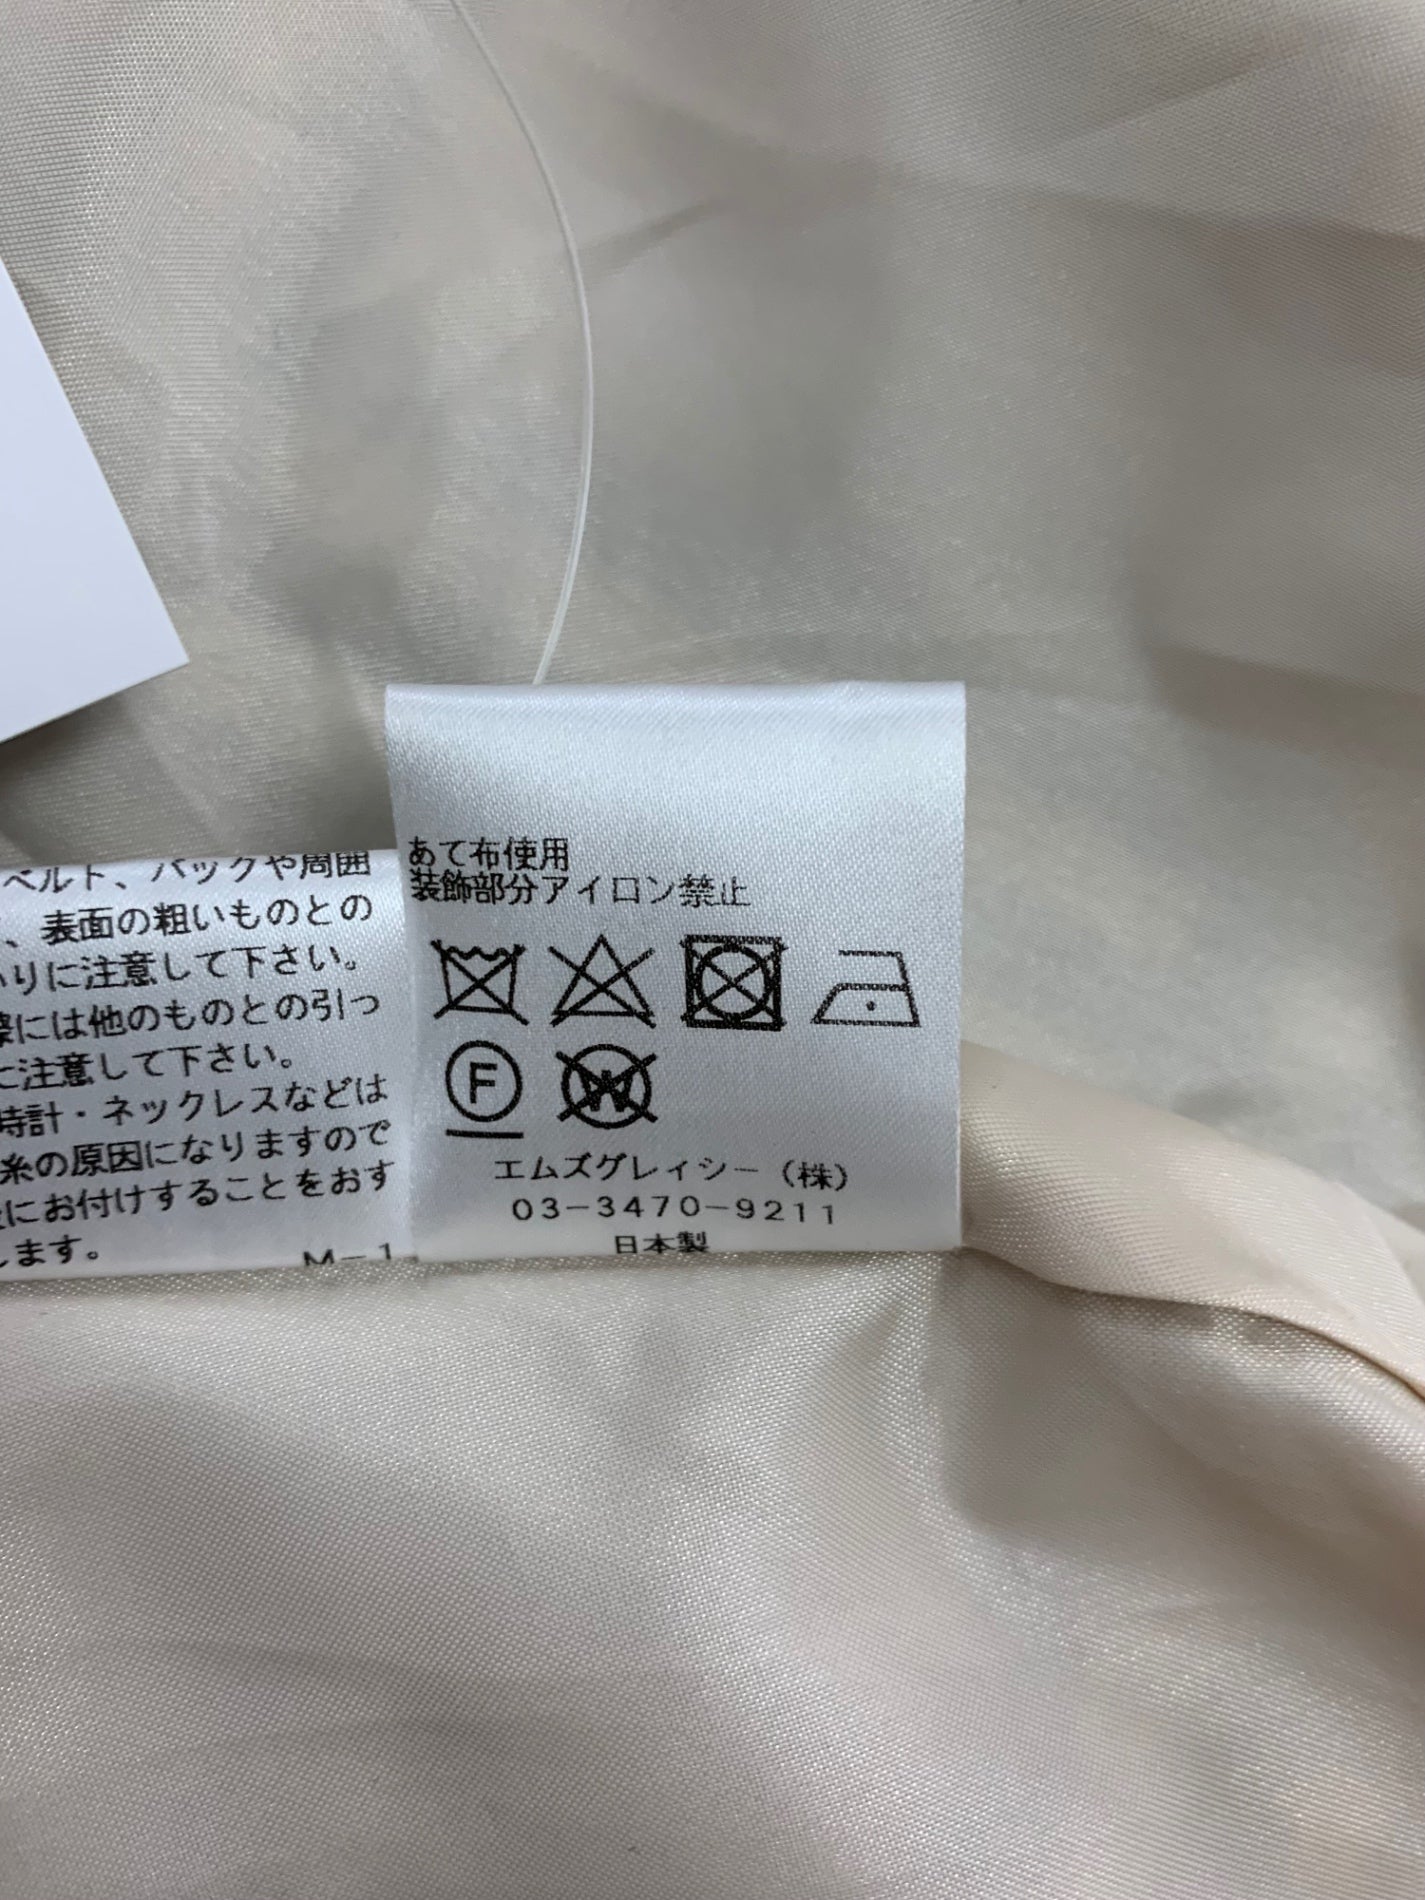 ベルト、バックや周囲
、表面の粗いものとの
りに注意して下さい。
には他のものとの引っ
に注意して下さい。
時計・ネックレスなどは
糸の原因になりますので
にお付けすることをおす
します。
M-1
あて布使用
装飾部分アイロン禁止
F
W
エムズグレイシー（株）
03-3470-9211
日本製